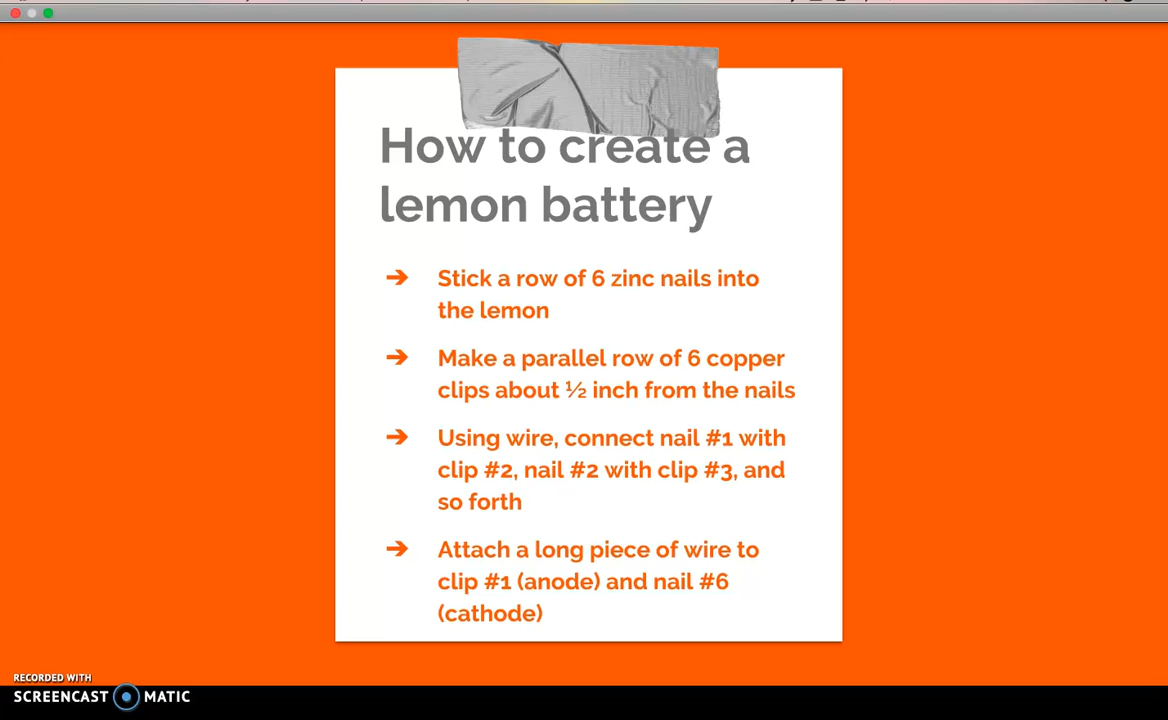 How to create a
lemon battery
➔ Stick a row of 6 zinc nails into
the lemon
➔ Make a parallel row of 6 copper
clips about ½ inch from the nails
➔ Using wire, connect nail #1 with
clip #2, nail #2 with clip #3, and
so forth
➔ Attach a long piece of wire to
clip #1 (anode) and nail #6
(cathode)
RECORDED WITH
SCREENCAST MATIC